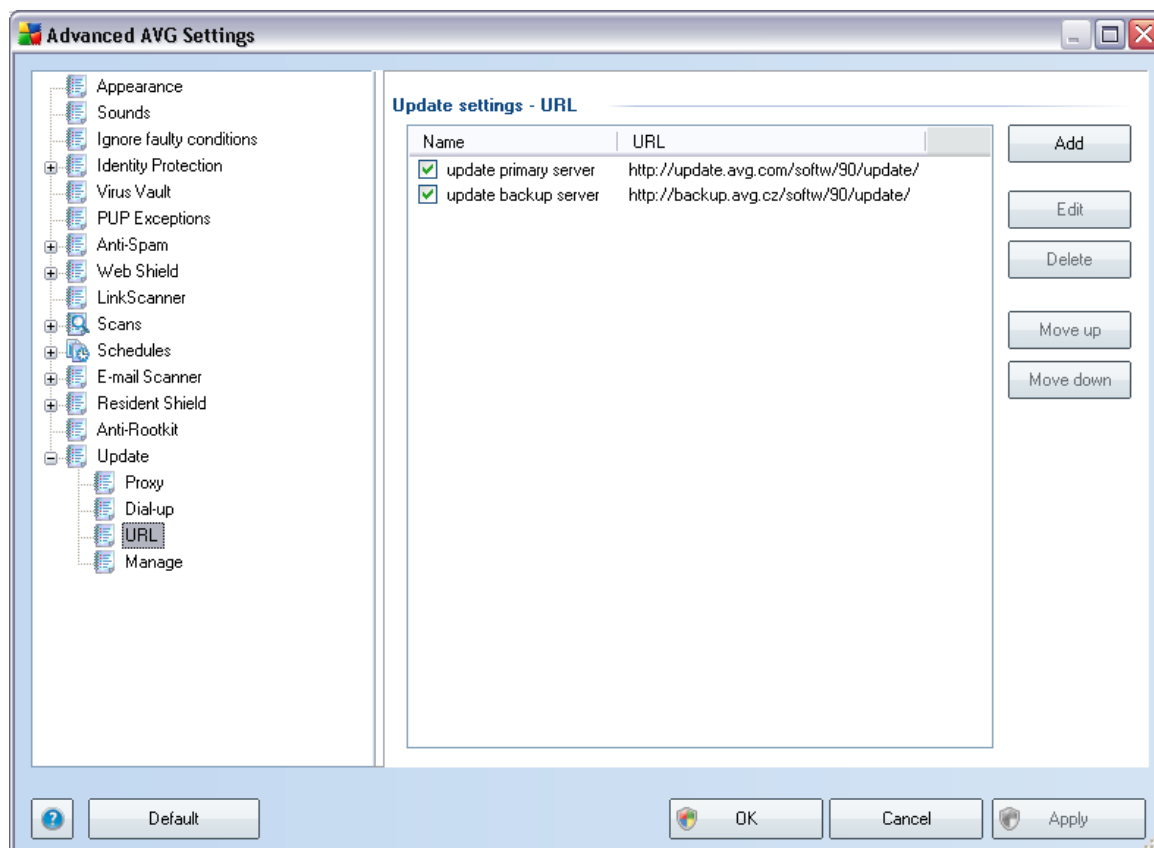 Advanced AVG Settings
Appearance
Sounds
Ignore faulty conditions
Identity Protection
Virus Vault
PUP Exceptions
Anti-Spam
Web Shield
LinkScanner
Scans
Schedules
E-mail Scanner
Resident Shield
Anti-Rootkit
Update
Proxy
Dial-up
URL
Manage
Update settings - URL
Name URL
update primary server http://update.avg.com/softw/90/update/
update backup server http://backup.avg.cz/softw/90/update/
Add
Edit
Delete
Move up
Move down
? Default OK Cancel Apply